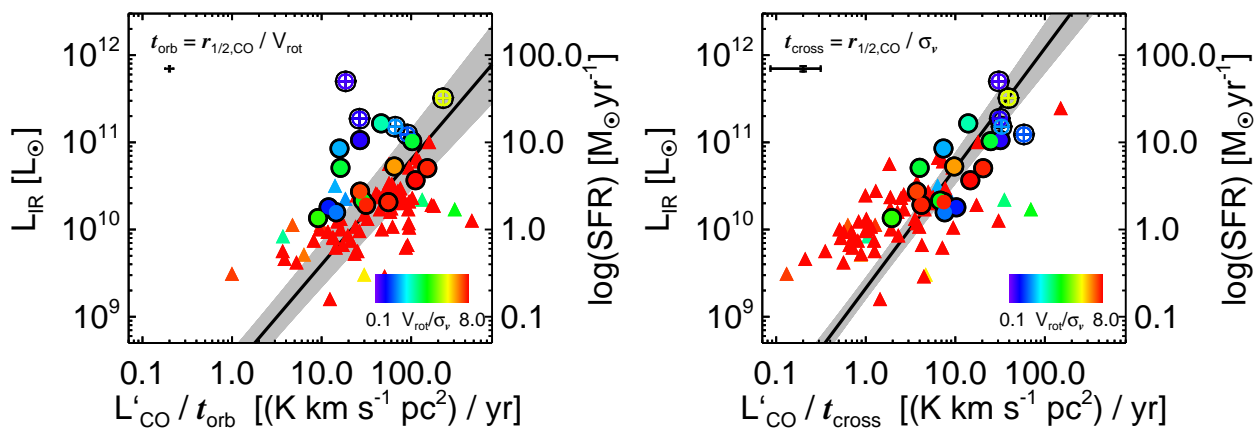 t_orb = r_1/2,CO / V_rot
10^12
10^11
10^10
10^9
L_IR [L_⊙]
100.0
10.0
1.0
0.1
log(SFR) [M_⊙ yr^-1]
0.1 V_rot/σ_v 8.0
0.1 1.0 10.0 100.0
L'_CO / t_orb [(K km s^-1 pc^2) / yr]
t_cross = r_1/2,CO / σ_v
10^12
10^11
10^10
10^9
L_IR [L_⊙]
100.0
10.0
1.0
0.1
log(SFR) [M_⊙ yr^-1]
0.1 V_rot/σ_v 8.0
0.1 1.0 10.0 100.0
L'_CO / t_cross [(K km s^-1 pc^2) / yr]